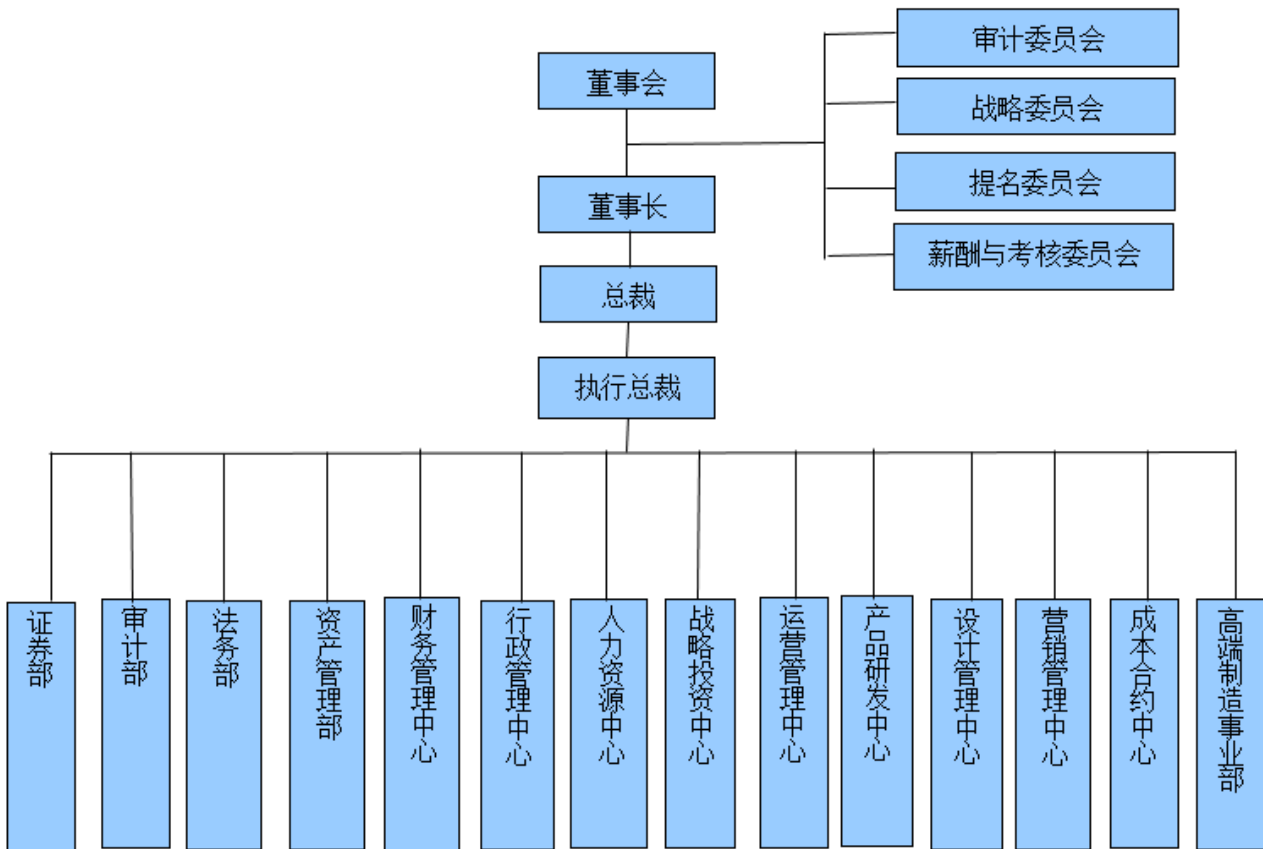 董事会
审计委员会
战略委员会
提名委员会
薪酬与考核委员会
董事长
总裁
执行总裁
证券部
审计部
法务部
资产管理部
财务管理中心
行政管理中心
人力资源中心
战略投资中心
运营管理中心
产品研发中心
设计管理中心
营销管理中心
成本合约中心
高端制造事业部